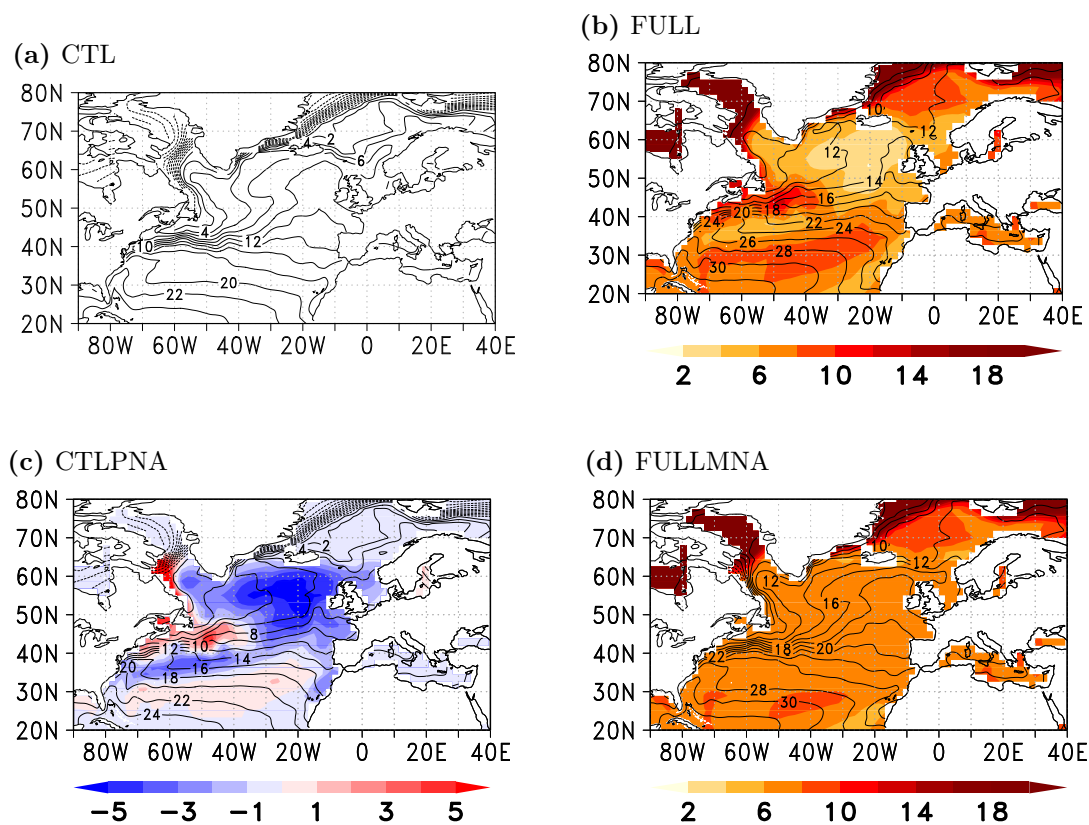 (a) CTL
80N
70N
60N
50N
40N
30N
20N
4 2 6
4
10 12
20
22
80W 60W 40W 20W 0 20E 40E
(b) FULL
80N
70N
60N
50N
40N
30N
20N
10
12
12
14
16
24 20 18
22 24
26
28
30
80W 60W 40W 20W 0 20E 40E
2 6 10 14 18
(c) CTLPNA
80N
70N
60N
50N
40N
30N
20N
4 2
8
12 10
14
20 16
18
22
24
80W 60W 40W 20W 0 20E 40E
−5 −3 −1 1 3 5
(d) FULLMNA
80N
70N
60N
50N
40N
30N
20N
10
12
12
16
22 18 20
28
30
80W 60W 40W 20W 0 20E 40E
2 6 10 14 18